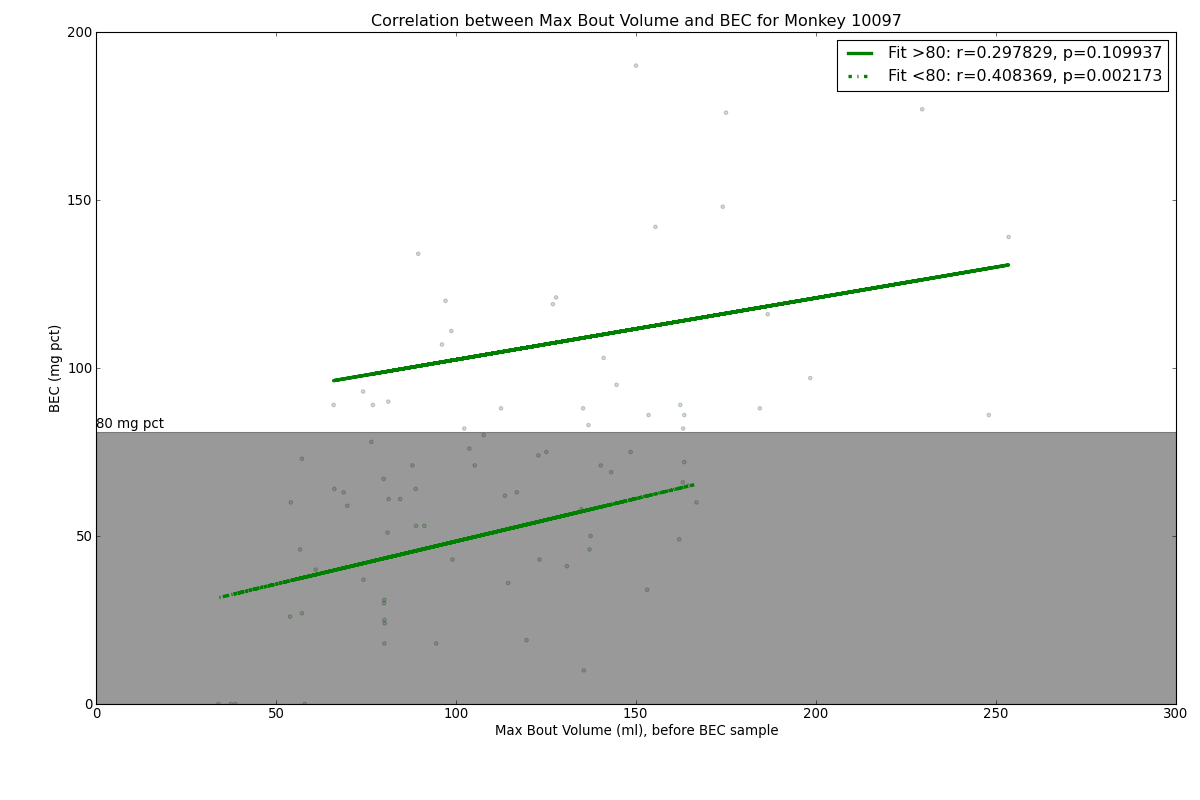 Correlation between Max Bout Volume and BEC for Monkey 10097
200
150
100
50
0
BEC (mg pct)
Fit >80: r=0.297829, p=0.109937
Fit <80: r=0.408369, p=0.002173
80 mg pct
0 50 100 150 200 250 300
Max Bout Volume (ml), before BEC sample